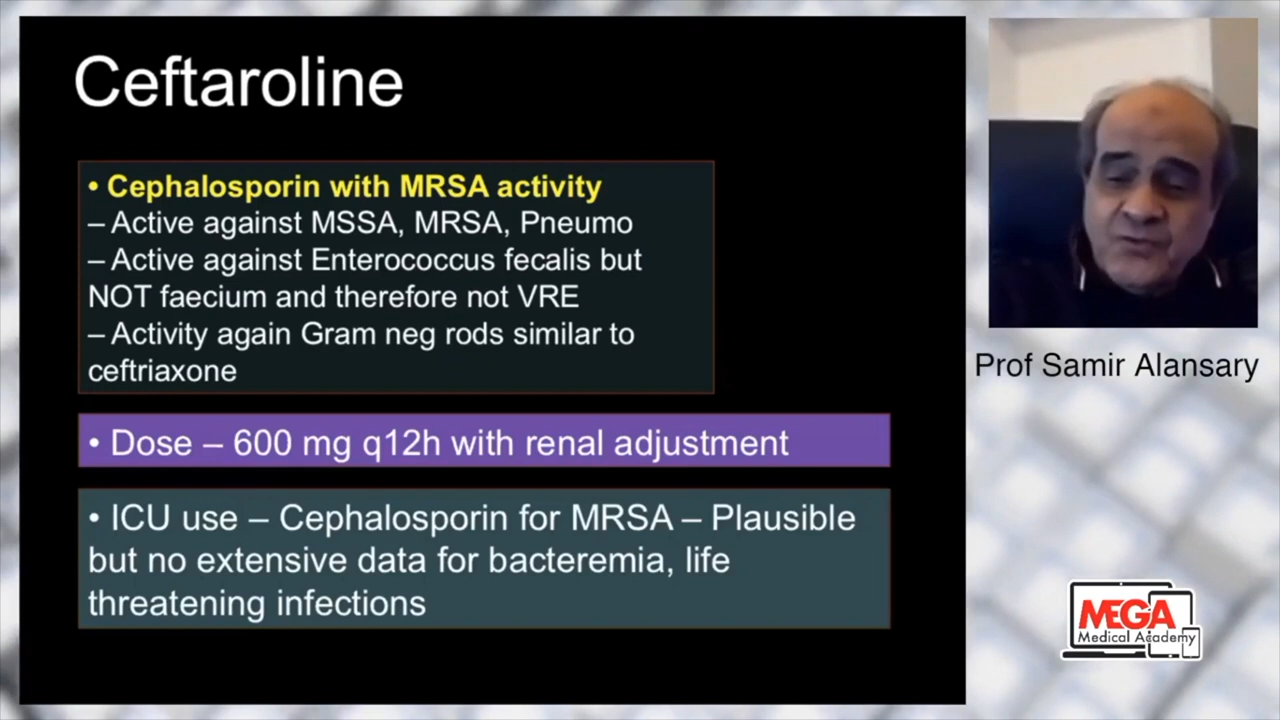 Ceftaroline
• Cephalosporin with MRSA activity
– Active against MSSA, MRSA, Pneumo
– Active against Enterococcus fecalis but
NOT faecium and therefore not VRE
– Activity again Gram neg rods similar to
ceftriaxone
• Dose – 600 mg q12h with renal adjustment
• ICU use – Cephalosporin for MRSA – Plausible
but no extensive data for bacteremia, life
threatening infections
Prof Samir Alansary
MEGA
Medical Academy